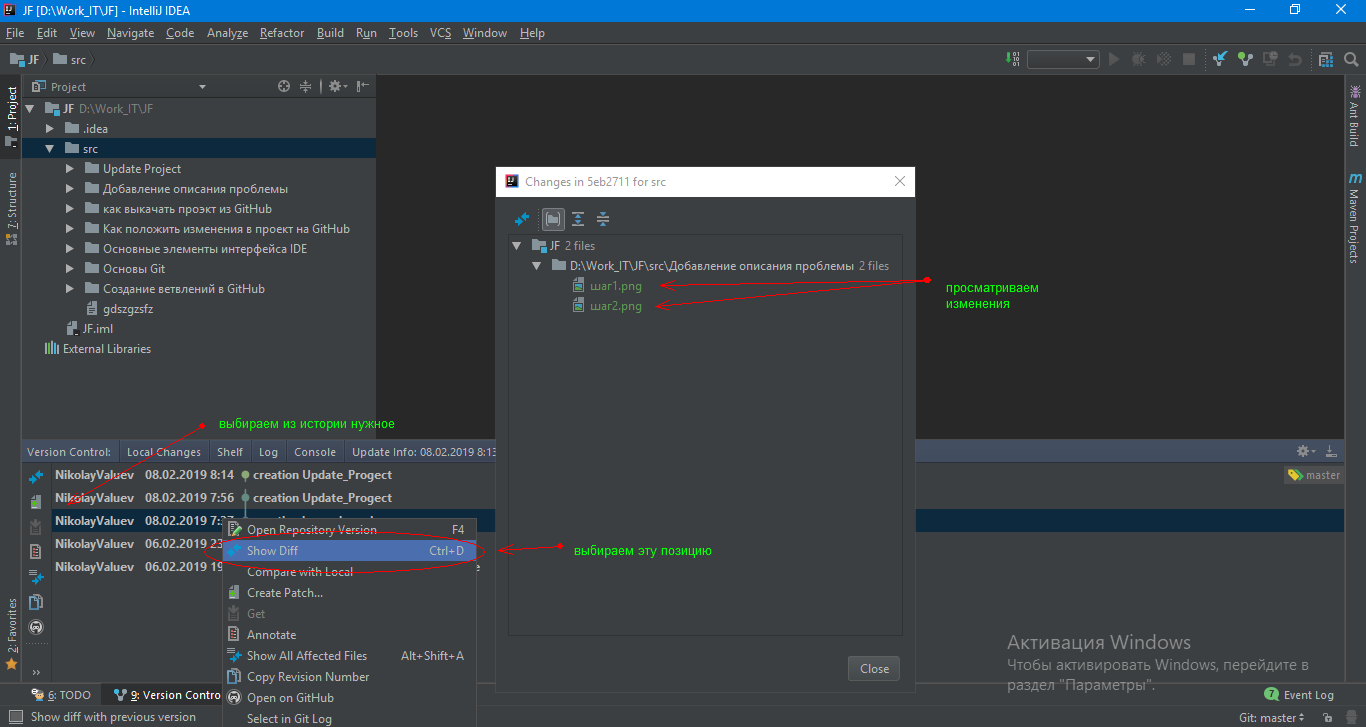 JF [D:\Work_IT\JF] - IntelliJ IDEA
File Edit View Navigate Code Analyze Refactor Build Run Tools VCS Window Help
JF src
Project
1: Project
7: Structure
2: Favorites
JF D:\Work_IT\JF
.idea
src
Update Project
Добавление описания проблемы
как выкачать проэкт из GitHub
Как положить изменения в проект на GitHub
Основные элементы интерфейса IDE
Основы Git
Создание ветвлений в GitHub
gdszgzsfz
JF.iml
External Libraries
Changes in 5eb2711 for src
JF 2 files
D:\Work_IT\JF\src\Добавление описания проблемы 2 files
шаг1.png
шаг2.png
Close
просматриваем
изменения
Ant Build
Maven Projects
выбираем из истории нужное
Version Control: Local Changes Shelf Log Console Update Info: 08.02.2019 8:13
NikolayValuev 08.02.2019 8:14 creation Update_Progect
master
NikolayValuev 08.02.2019 7:56 creation Update_Progect
NikolayValuev 08.02.2019 7:37
NikolayValuev 06.02.2019 23
NikolayValuev 06.02.2019 19
Open Repository Version F4
Show Diff Ctrl+D
выбираем эту позицию
Compare with Local
Create Patch...
Get
Annotate
Show All Affected Files Alt+Shift+A
Copy Revision Number
Open on GitHub
Select in Git Log
Активация Windows
Чтобы активировать Windows, перейдите в
раздел "Параметры".
6: TODO 9: Version Contro
7 Event Log
Show diff with previous version
Git: master